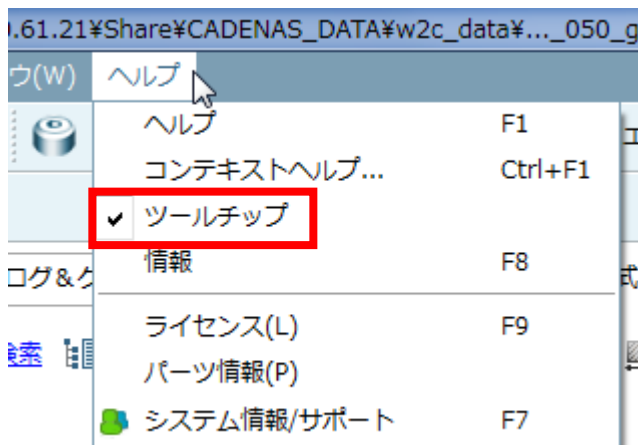 .61.21¥Share¥CADENAS_DATA¥w2c_data¥..._050_g
ウ(W) ヘルプ
ヘルプ F1
コンテキストヘルプ... Ctrl+F1
ツールチップ
情報 F8
ログ&ク 式
ライセンス(L) F9
検索
パーツ情報(P)
システム情報/サポート F7